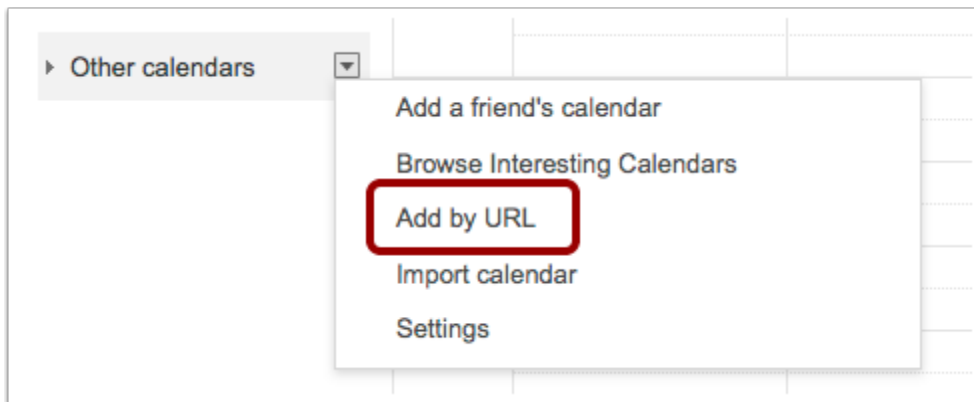 Other calendars
Add a friend's calendar
Browse Interesting Calendars
Add by URL
Import calendar
Settings